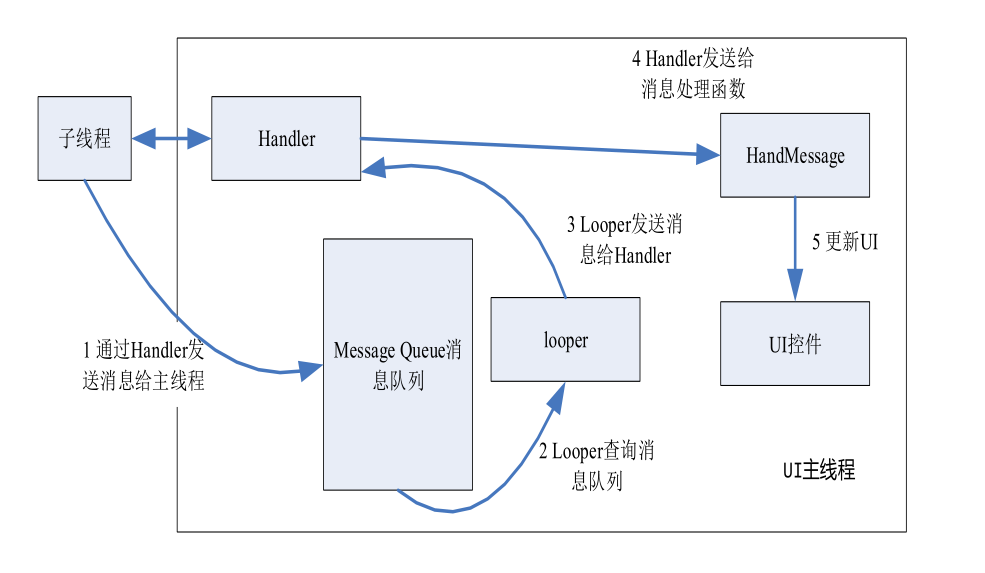 4 Handler发送给
消息处理函数
子线程
Handler
HandMessage
3 Looper发送消
息给Handler
5 更新UI
looper
UI控件
1 通过Handler发
送消息给主线程
Message Queue消
息队列
2 Looper查询消
息队列
UI主线程